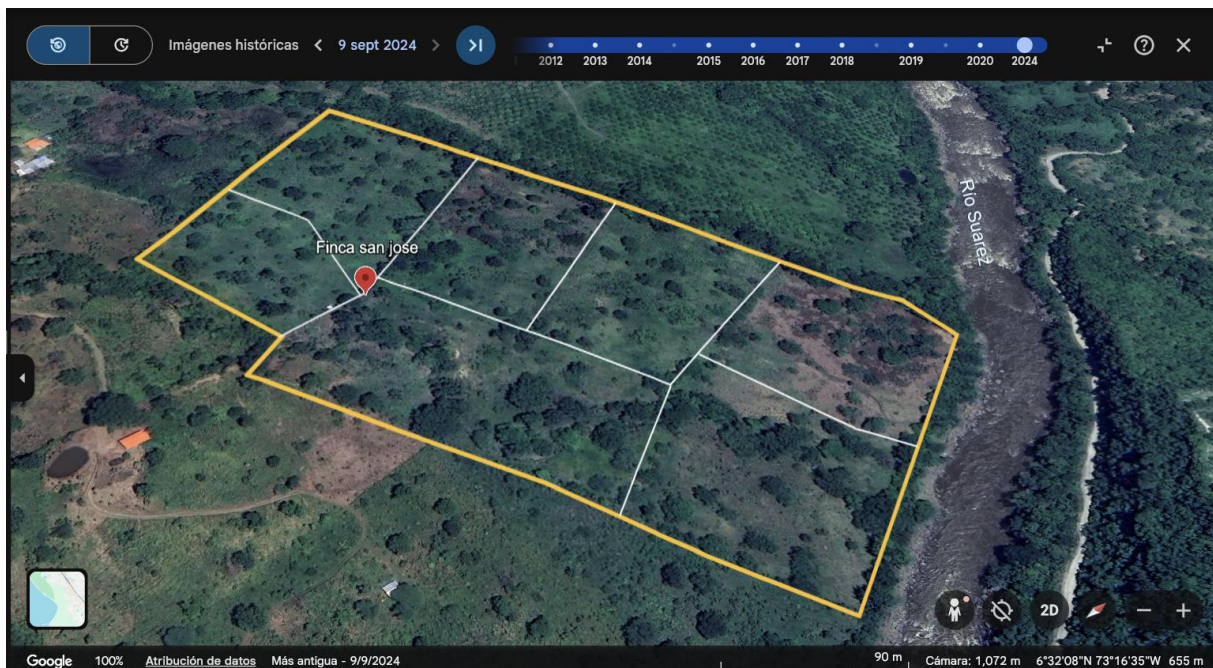 Imágenes históricas < 9 sept 2024 >
2012 2013 2014 2015 2016 2017 2018 2019 2020 2024
Finca san jose
Río Suarez
2D
Google 100% Atribución de datos Más antigua - 9/9/2024 90 m Cámara: 1,072 m 6°32'08"N 73°16'35"W 655 m